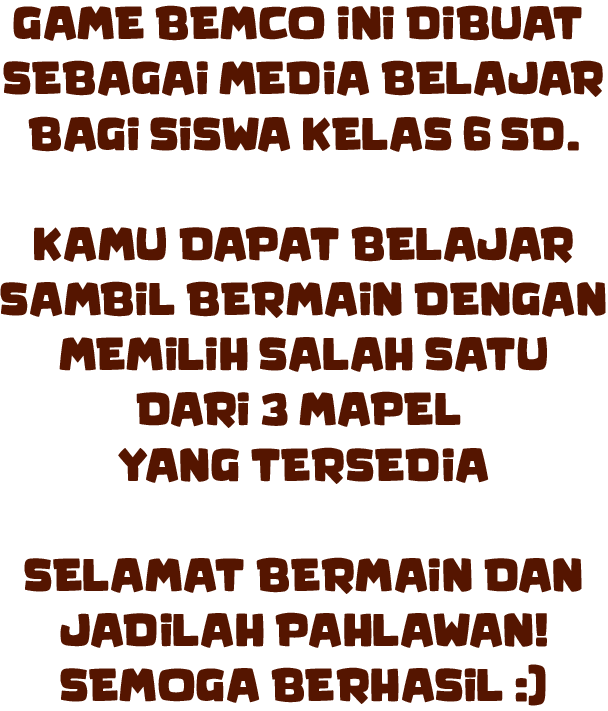 GAME BEMCO iNi DiBUAT
SEBAGAi MEDiA BELAJAR
BAGi SiSWA KELAS 6 SD.
KAMU DAPAT BELAJAR
SAMBiL BERMAiN DENGAN
MEMiLiH SALAH SATU
DARi 3 MAPEL
YANG TERSEDiA
SELAMAT BERMAiN DAN
JADiLAH PAHLAWAN!
SEMOGA BERHASiL :)